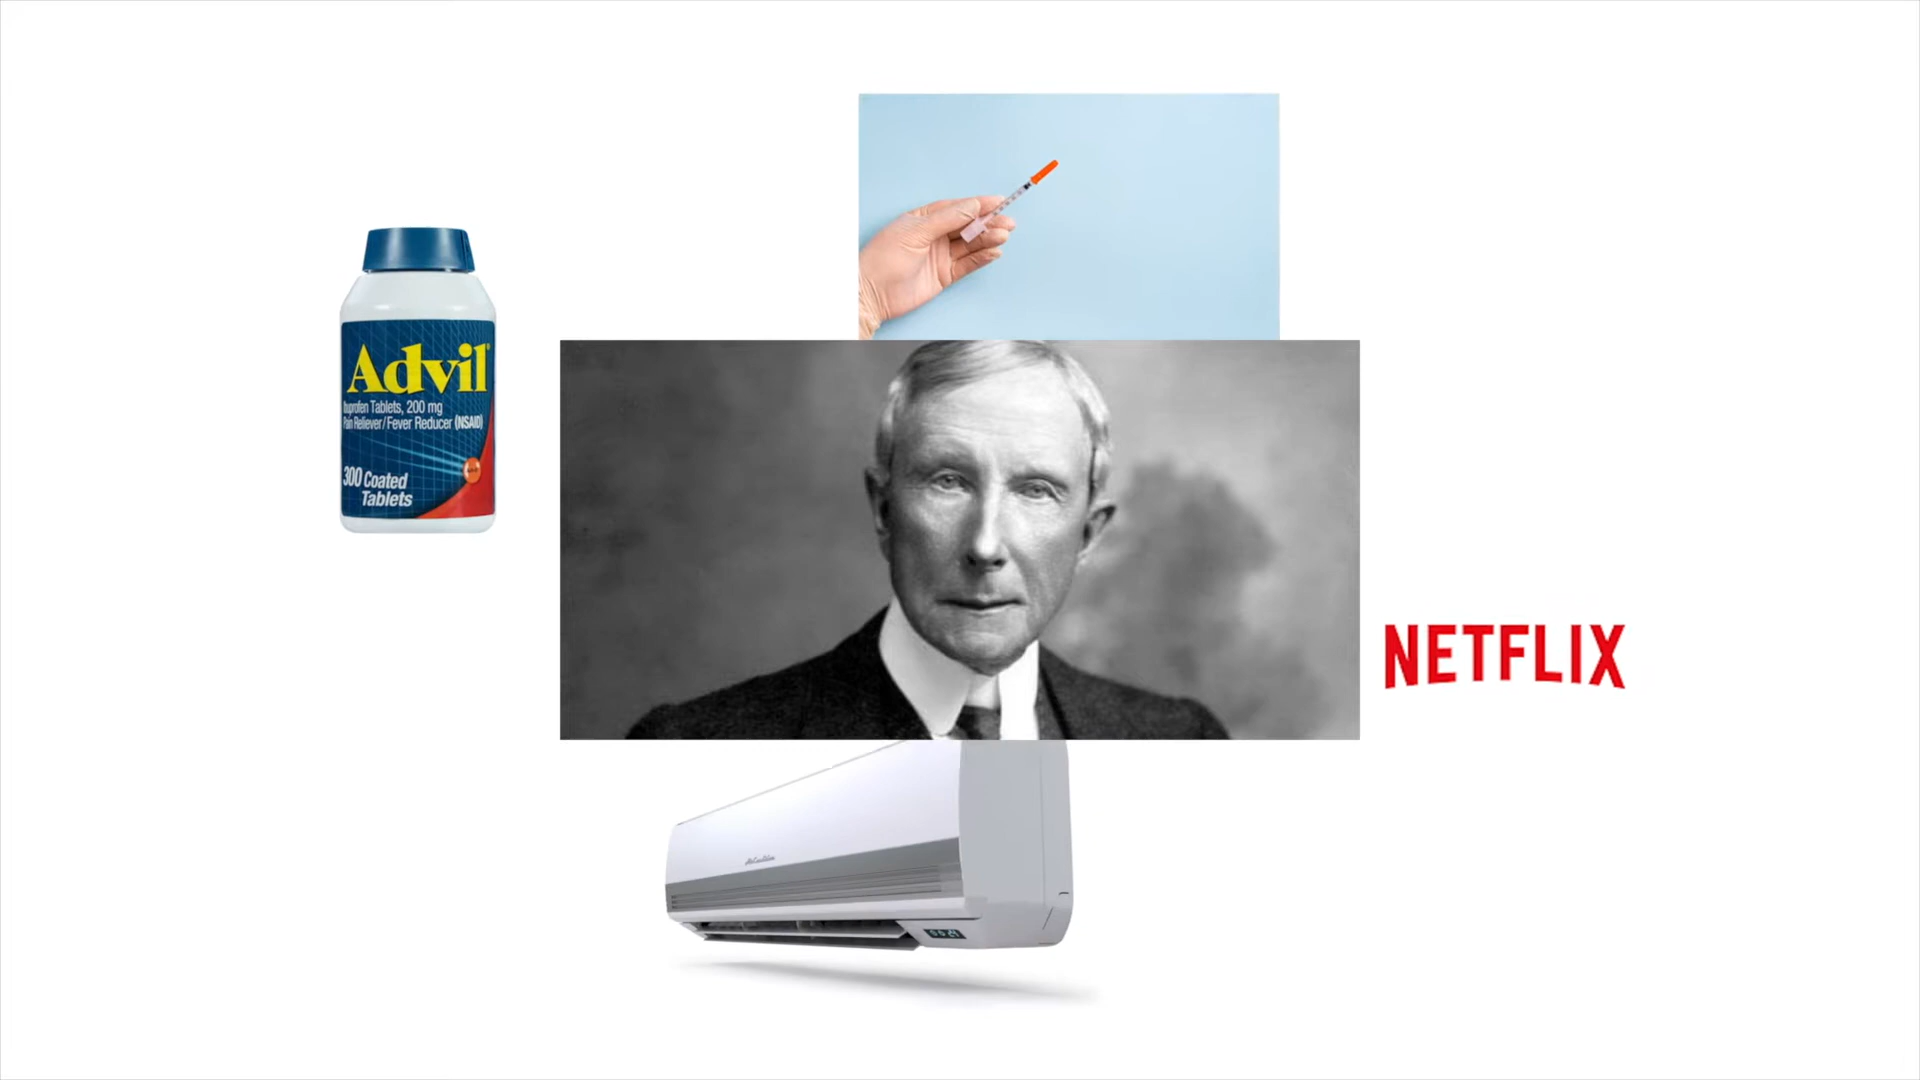 Advil
Ibuprofen Tablets, 200 mg
Pain Reliever/Fever Reducer (NSAID)
300 Coated
Tablets
NETFLIX